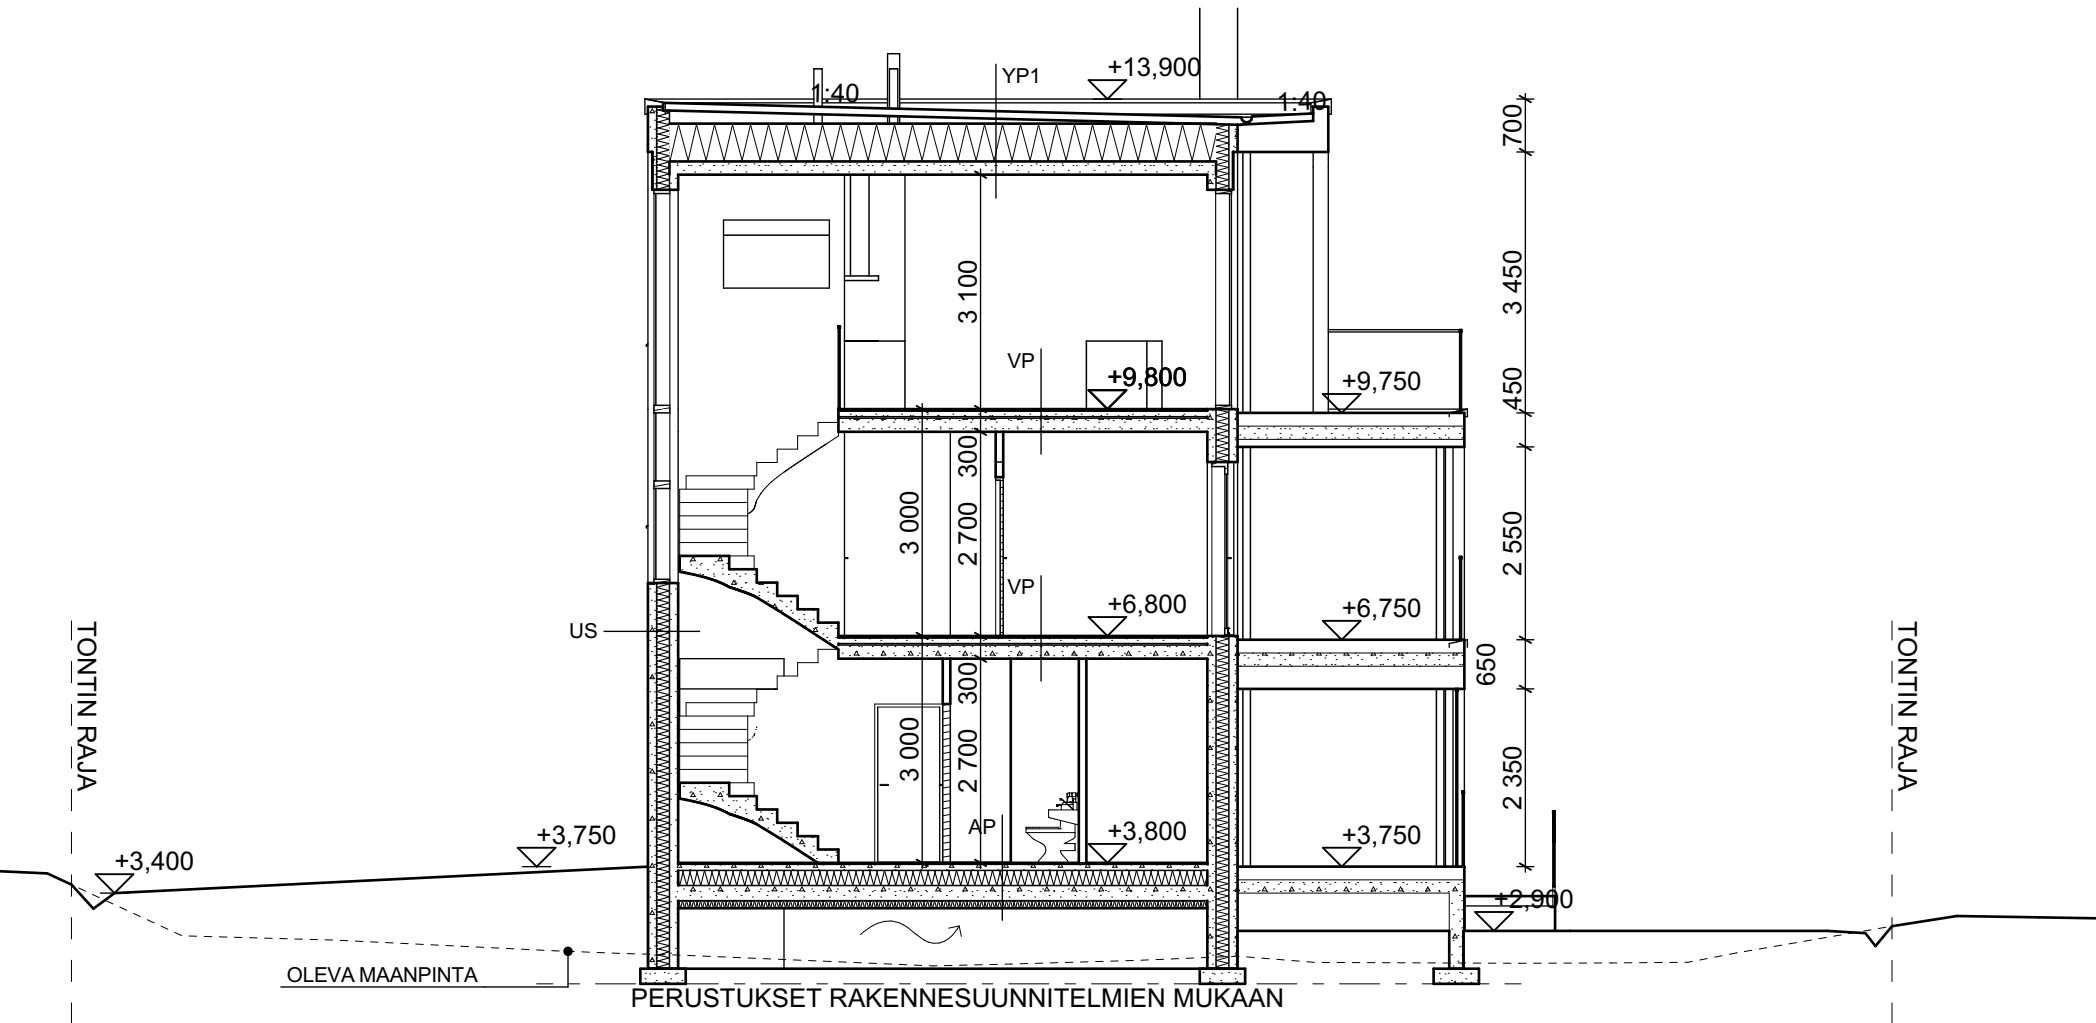 +13,900
YP1
1:40
1:40
700
3 450
3 100
VP
+9,800
+9,750
450
300
3 000
2 700
2 550
VP
+6,800
+6,750
US
TONTIN RAJA
TONTIN RAJA
650
300
3 000
2 700
2 350
AP
+3,800
+3,750
+3,750
+3,400
+2,900
OLEVA MAANPINTA
PERUSTUKSET RAKENNESUUNNITELMIEN MUKAAN